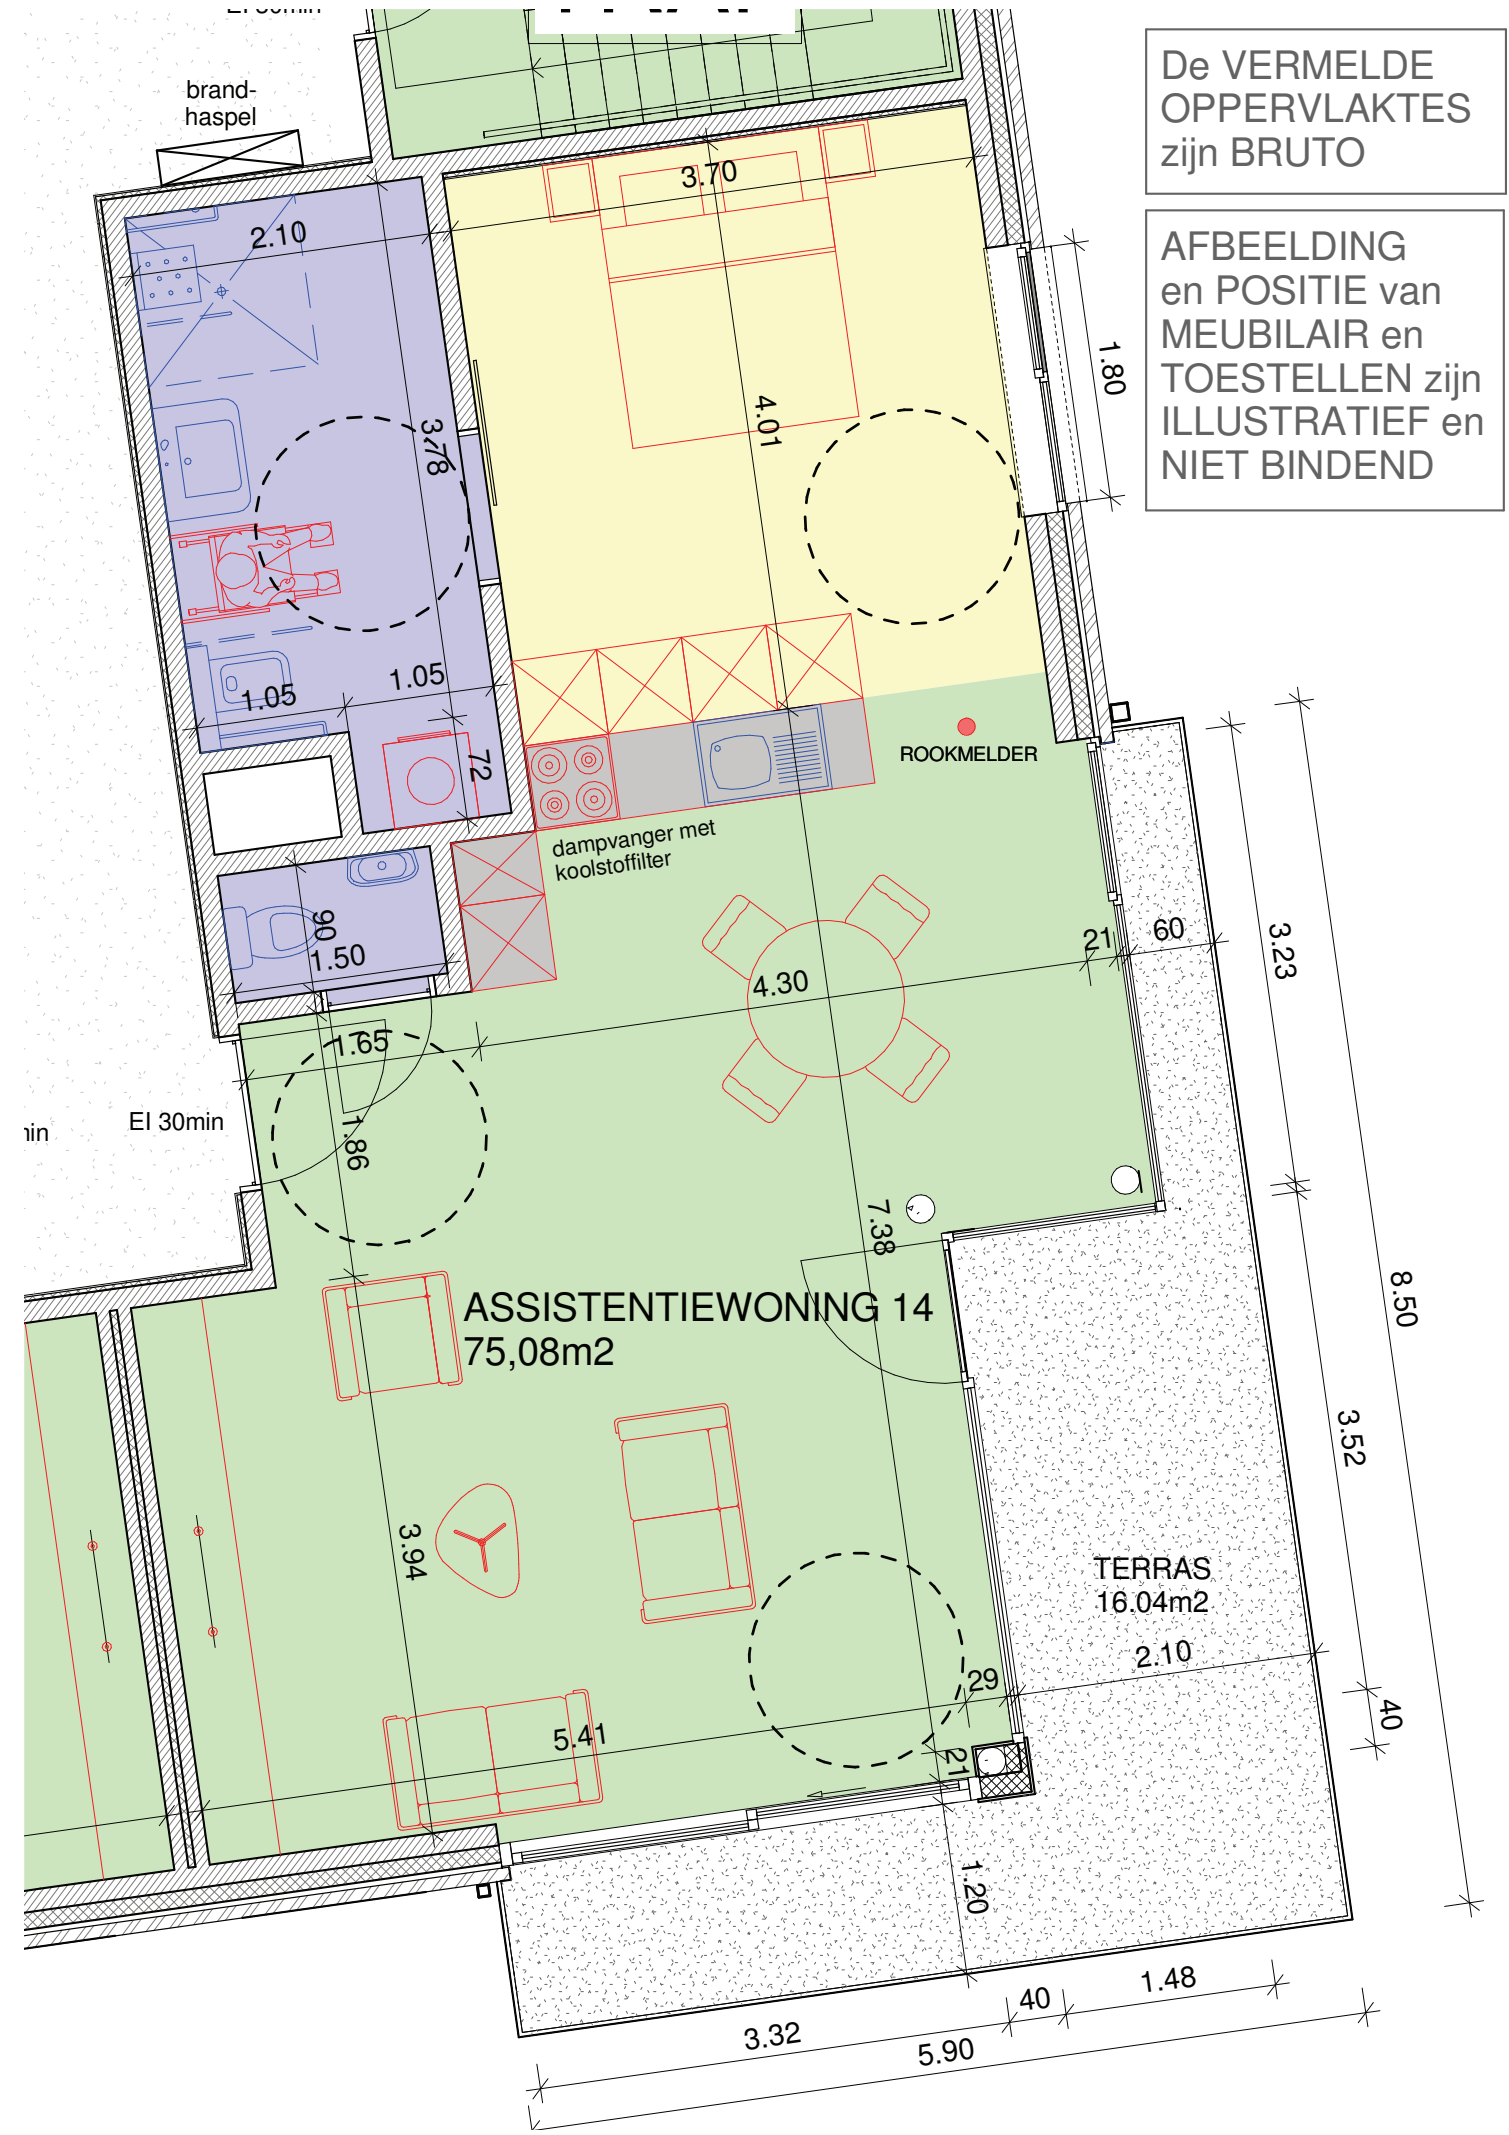 brand-
haspel
De VERMELDE
OPPERVLAKTES
zijn BRUTO
AFBEELDING
en POSITIE van
MEUBILAIR en
TOESTELLEN zijn
ILLUSTRATIEF en
NIET BINDEND
3.70
2.10
1.80
4.01
3.78
1.05
1.05
72
ROOKMELDER
dampvanger met
koolstoffilter
90
1.50
21
60
3.23
4.30
1.65
EI 30min
1.86
7.38
8.50
ASSISTENTIEWONING 14
75,08m2
3.52
3.94
TERRAS
16.04m2
2.10
29
5.41
21
40
1.20
1.48
40
3.32
5.90